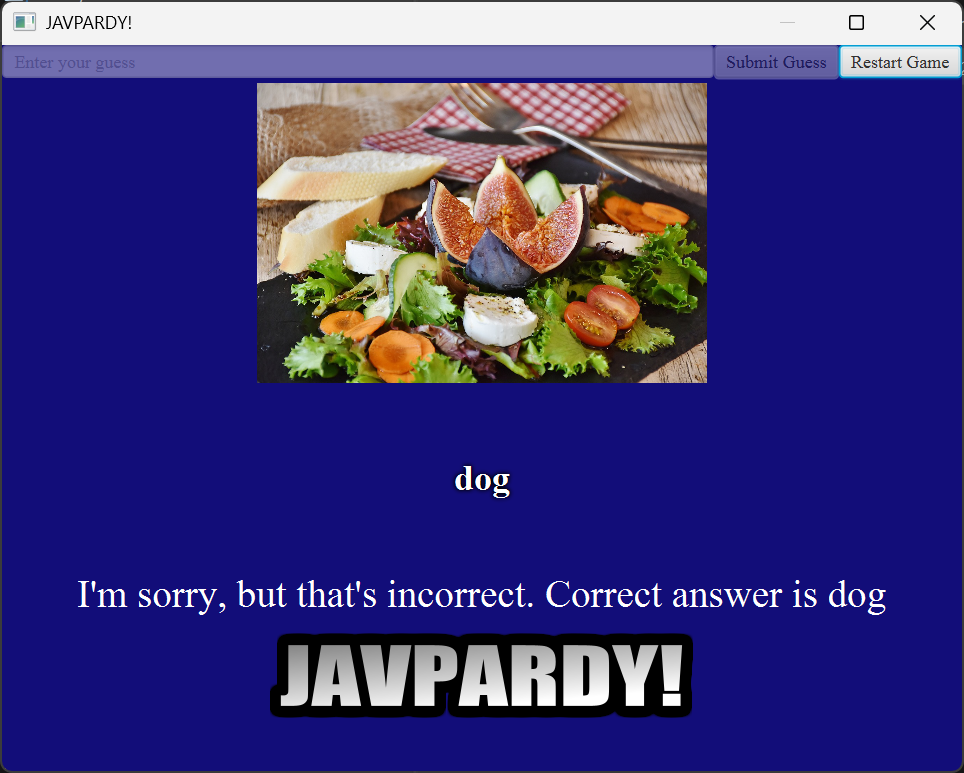 JAVPARDY!
Enter your guess
Submit Guess
Restart Game
dog
I'm sorry, but that's incorrect. Correct answer is dog
JAVPARDY!